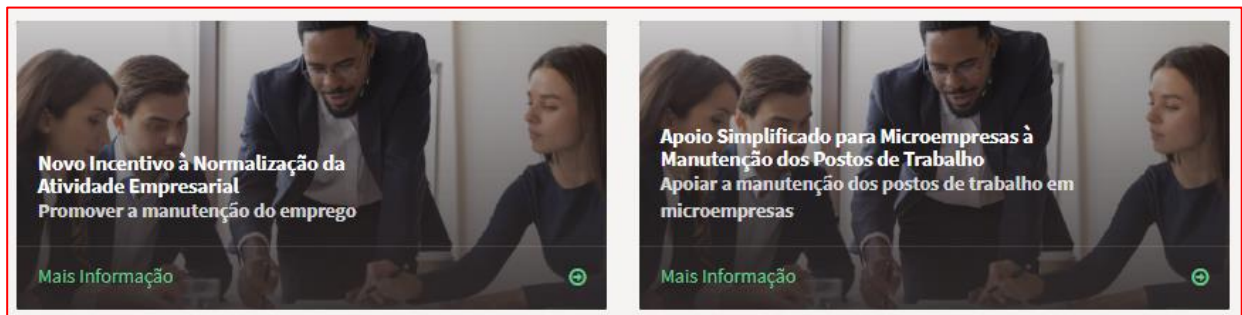 Novo Incentivo à Normalização da
Atividade Empresarial
Promover a manutenção do emprego
Mais Informação
Apoio Simplificado para Microempresas à
Manutenção dos Postos de Trabalho
Apoiar a manutenção dos postos de trabalho em
microempresas
Mais Informação